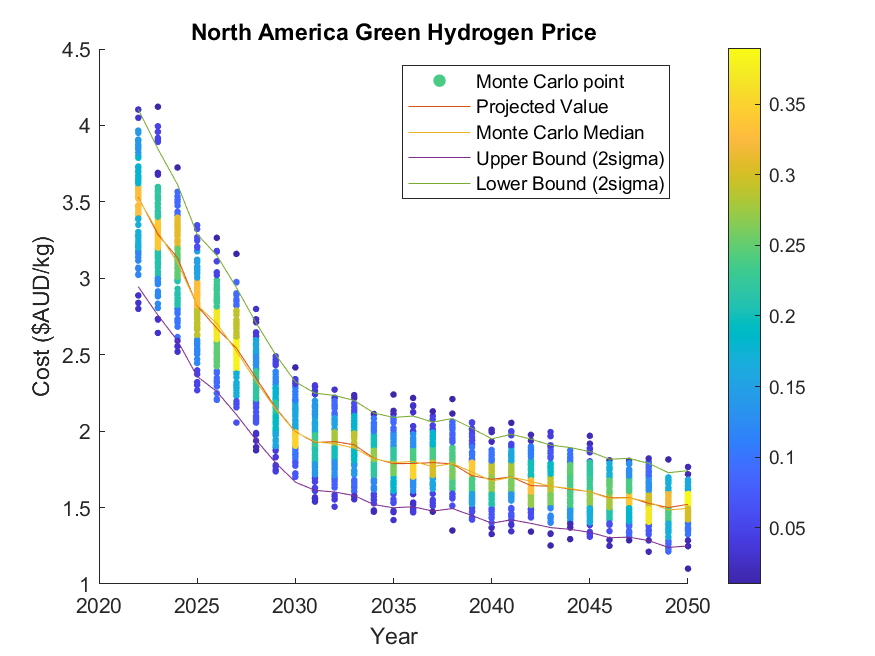 North America Green Hydrogen Price
4.5
4
3.5
3
2.5
2
1.5
1
Cost ($AUD/kg)
Monte Carlo point
Projected Value
Monte Carlo Median
Upper Bound (2sigma)
Lower Bound (2sigma)
0.35
0.3
0.25
0.2
0.15
0.1
0.05
2020 2025 2030 2035 2040 2045 2050
Year